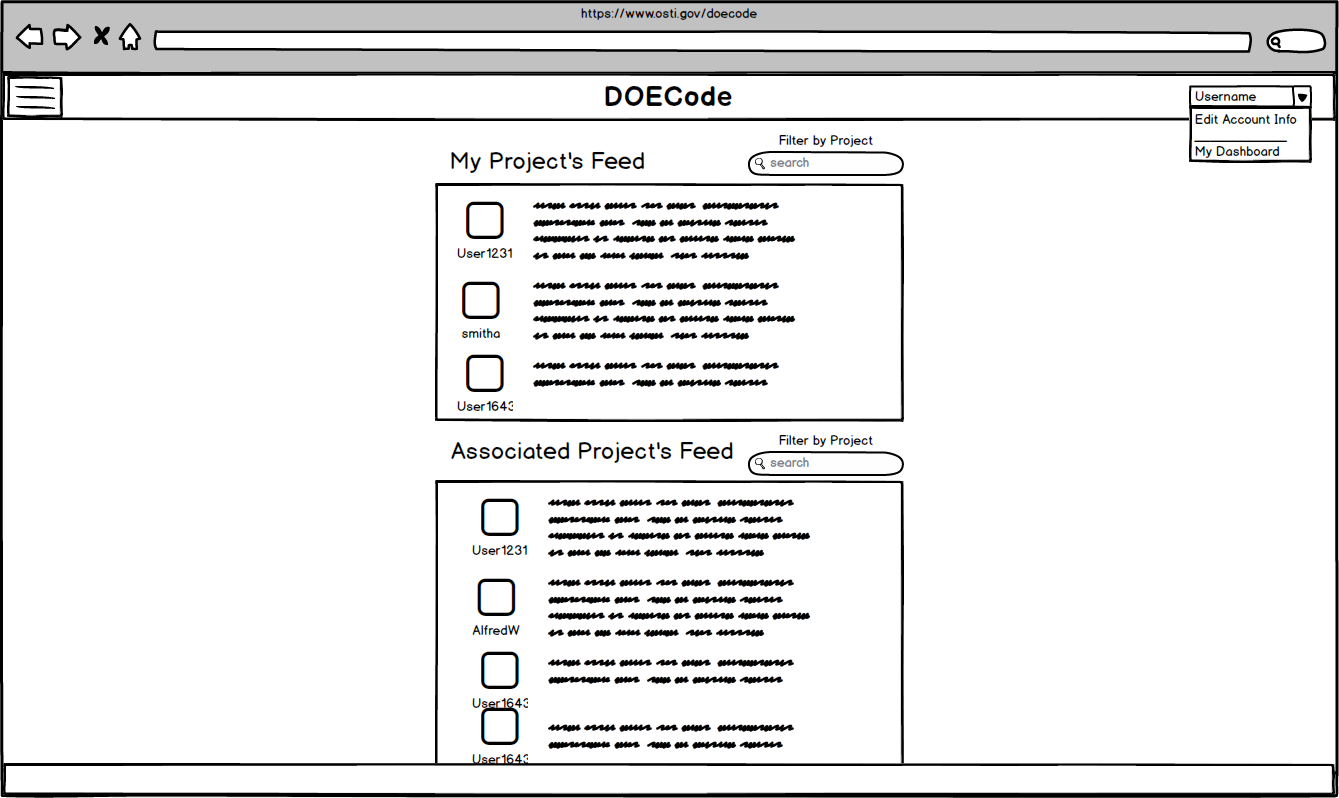 https://www.osti.gov/doecode
DOECode
Username
Edit Account Info
My Dashboard
Filter by Project
My Project's Feed
search
User1231
smitha
User1643
Filter by Project
Associated Project's Feed
search
User1231
AlfredW
User1643
User1643